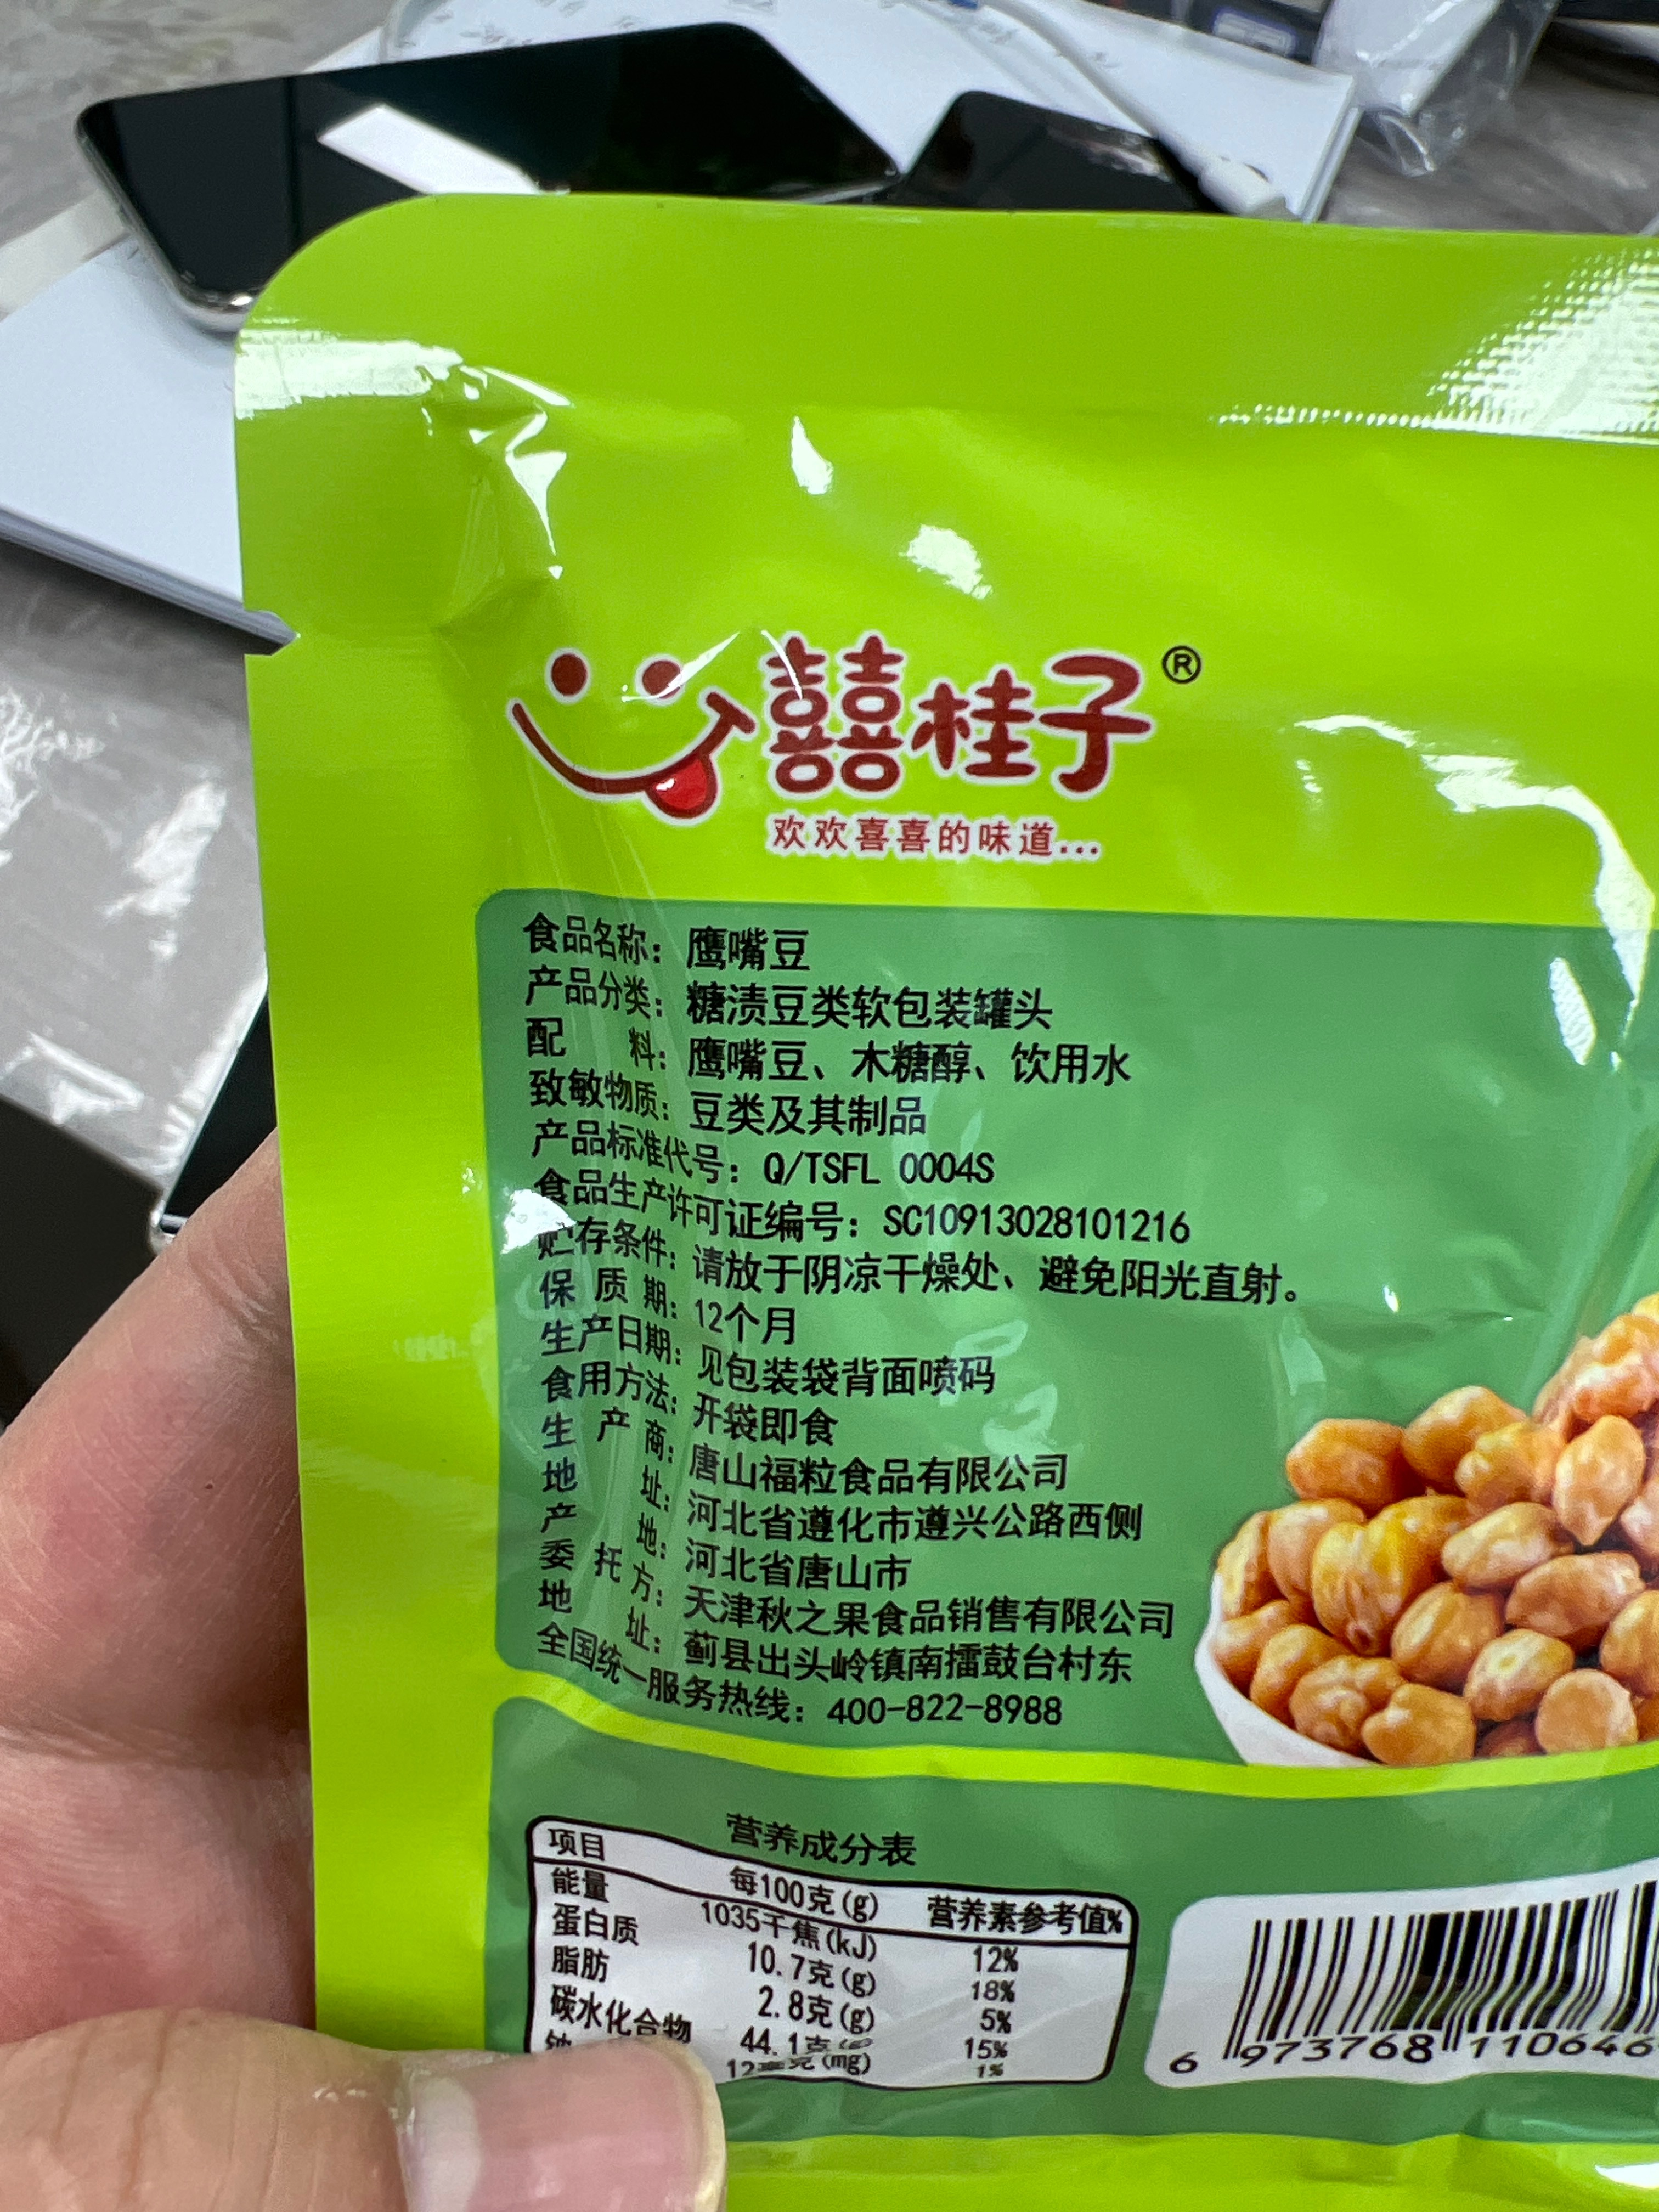 囍桂子®
欢欢喜喜的味道...
食品名称：鹰嘴豆
产品分类：糖渍豆类软包装罐头
配 料：鹰嘴豆、木糖醇、饮用水
致敏物质：豆类及其制品
产品标准代号：Q/TSFL 0004S
食品生产许可证编号：SC10913028101216
贮存条件：请放于阴凉干燥处、避免阳光直射。
保 质 期：12个月
生产日期：见包装袋背面喷码
食用方法：开袋即食
生 产 商：唐山福粒食品有限公司
地 址：河北省遵化市遵兴公路西侧
产 地：河北省唐山市
委 托 方：天津秋之果食品销售有限公司
地 址：蓟县出头岭镇南擂鼓台村东
全国统一服务热线：400-822-8988
营养成分表
项目 每100克(g) 营养素参考值%
能量 1035千焦(kJ) 12%
蛋白质 10.7克(g) 18%
脂肪 2.8克(g) 5%
碳水化合物 44.1克(g) 15%
钠 12毫克(mg) 1%
6 973768 110646